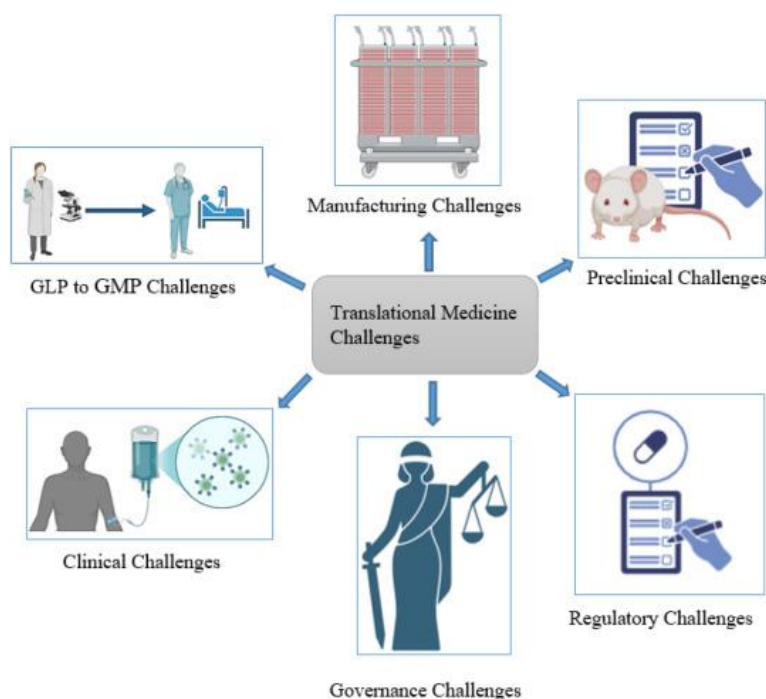 Manufacturing Challenges
GLP to GMP Challenges
Preclinical Challenges
Translational Medicine
Challenges
Clinical Challenges
Regulatory Challenges
Governance Challenges